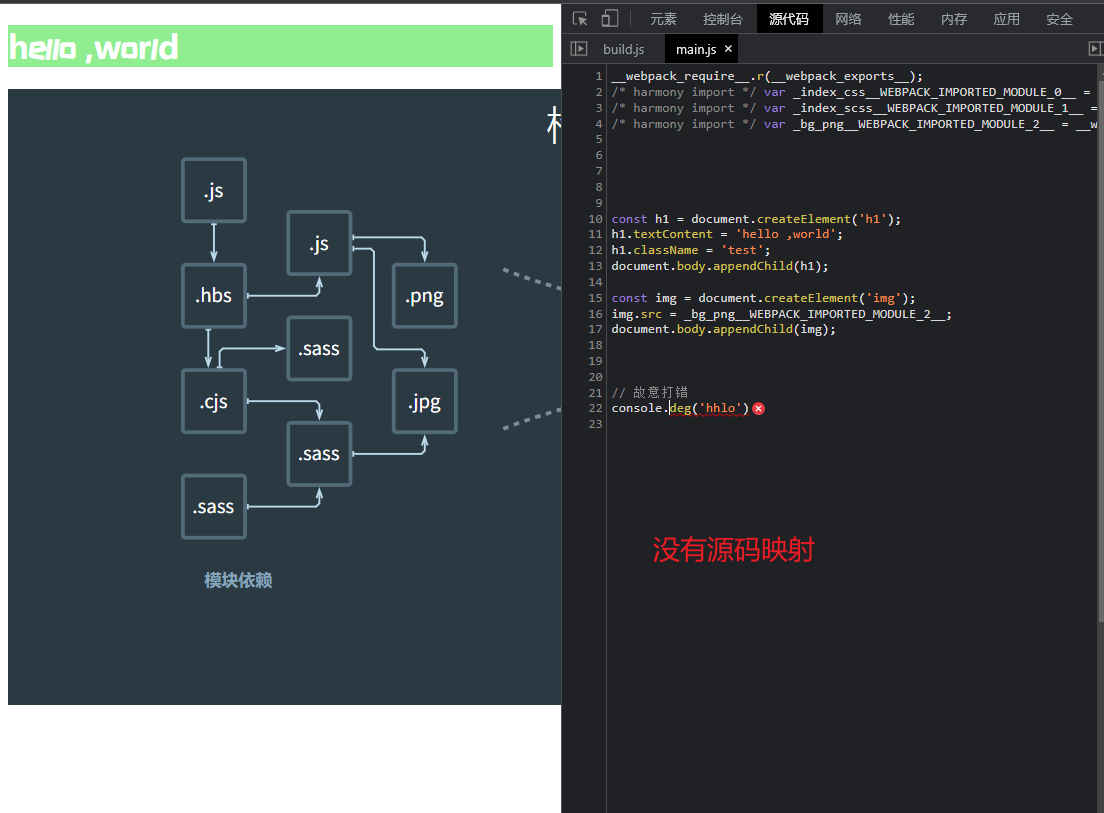 hello ,world
.js
.js
.hbs
.png
.sass
.cjs
.jpg
.sass
.sass
模块依赖
元素 控制台 源代码 网络 性能 内存 应用 安全
build.js main.js ×
1 __webpack_require__.r(__webpack_exports__);
2 /* harmony import */ var _index_css__WEBPACK_IMPORTED_MODULE_0__ =
3 /* harmony import */ var _index_scss__WEBPACK_IMPORTED_MODULE_1__ =
4 /* harmony import */ var _bg_png__WEBPACK_IMPORTED_MODULE_2__ = __w
5
6
7
8
9
10 const h1 = document.createElement('h1');
11 h1.textContent = 'hello ,world';
12 h1.className = 'test';
13 document.body.appendChild(h1);
14
15 const img = document.createElement('img');
16 img.src = _bg_png__WEBPACK_IMPORTED_MODULE_2__;
17 document.body.appendChild(img);
18
19
20
21 // 故意打错
22 console.deg('hhlo')
23
没有源码映射